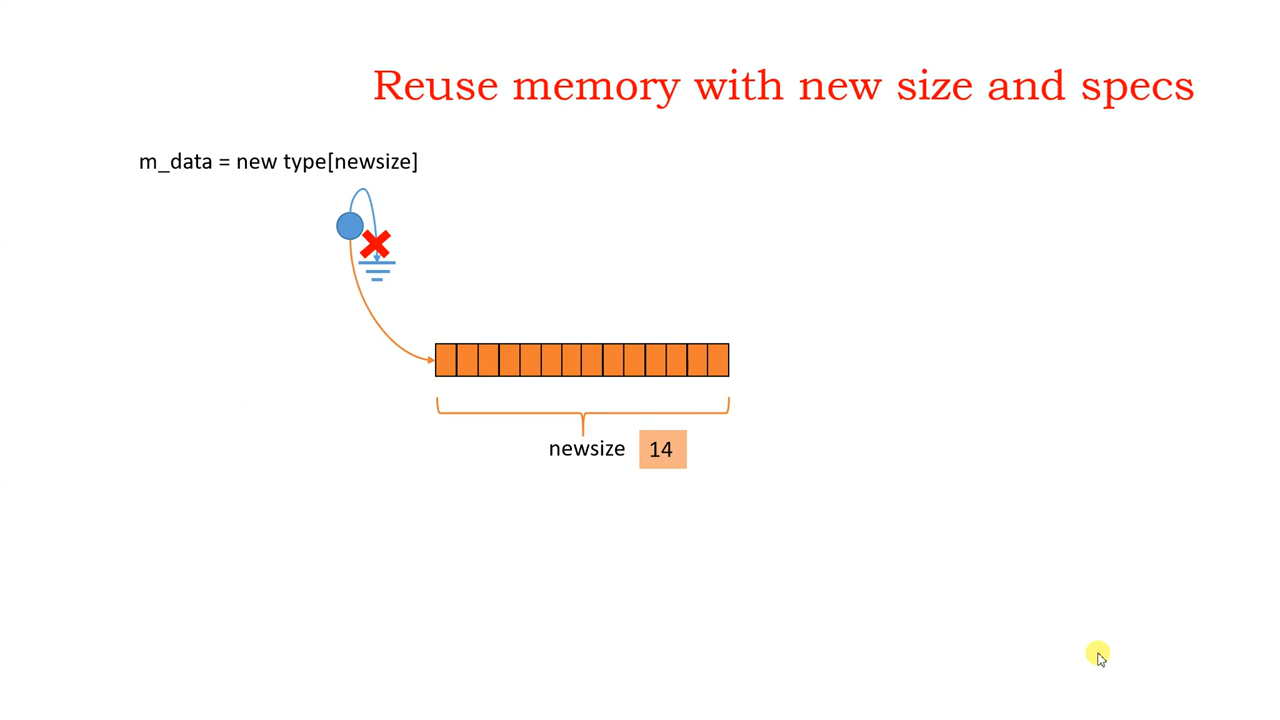 Reuse memory with new size and specs
m_data = new type[newsize]
newsize 14